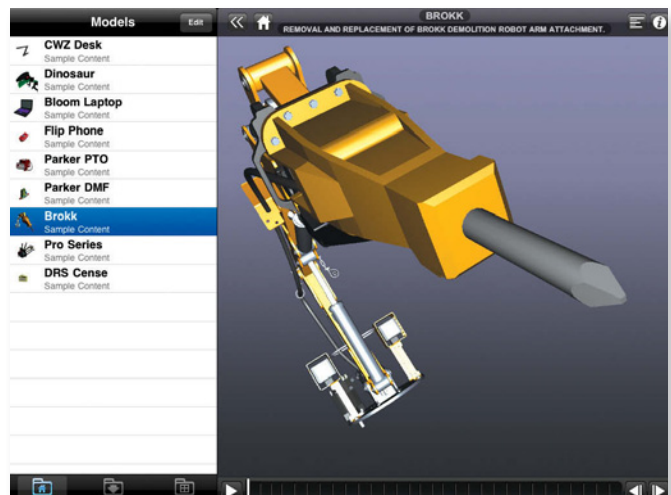 Models
Edit
CWZ Desk
Sample Content
Dinosaur
Sample Content
Bloom Laptop
Sample Content
Flip Phone
Sample Content
Parker PTO
Sample Content
Parker DMF
Sample Content
Brokk
Sample Content
Pro Series
Sample Content
DRS Cense
Sample Content
BROKK
REMOVAL AND REPLACEMENT OF BROKK DEMOLITION ROBOT ARM ATTACHMENT.